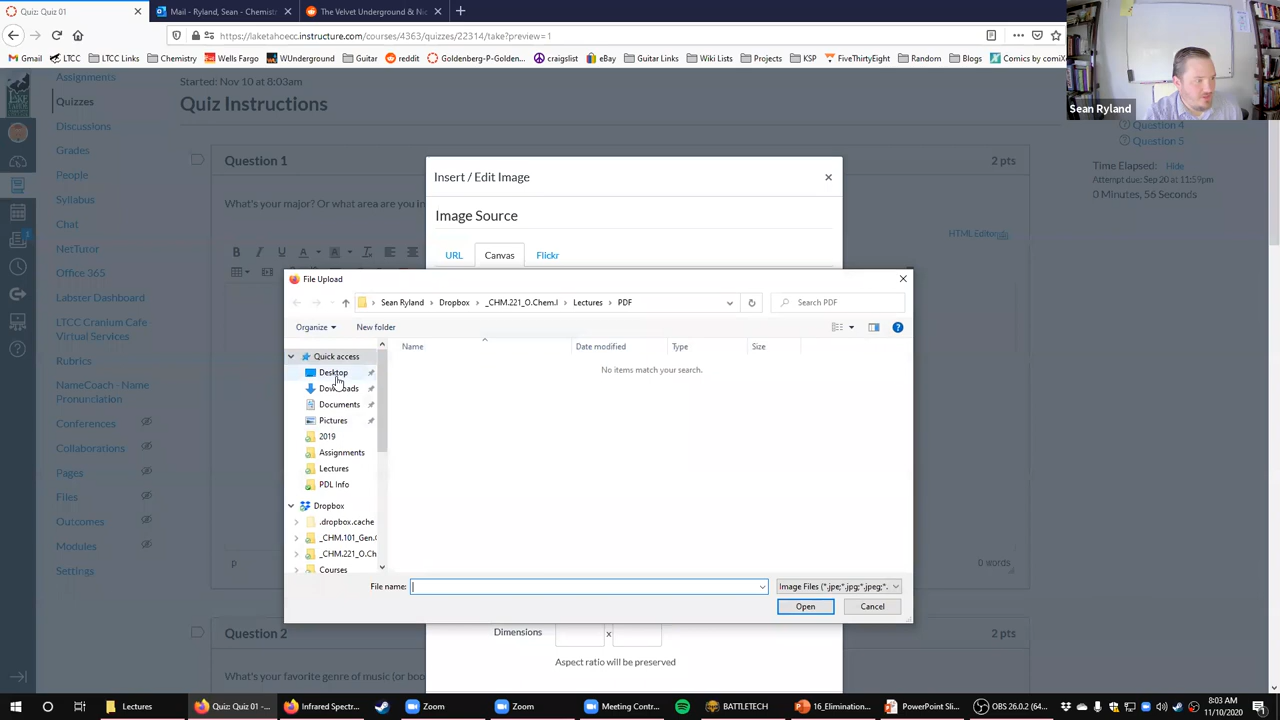 Quiz: Quiz 01
Mail - Ryland, Sean - Chemistr
The Velvet Underground & Nic
https://laketahoecc.instructure.com/courses/4363/quizzes/22314/take?preview=1
Gmail
LTCC
LTCC Links
Chemistry
Wells Fargo
WUnderground
Guitar
reddit
Goldenberg-P-Golden...
craigslist
eBay
Guitar Links
Wiki Lists
Projects
KSP
FiveThirtyEight
Random
Blogs
Comics by comiX
Sean Ryland
Assignments
Quizzes
Discussions
Grades
People
Syllabus
Chat
NetTutor
Office 365
Labster Dashboard
LTCC Cranium Cafe
Virtual Services
Rubrics
NameCoach - Name
Pronunciation
Conferences
Collaborations
Pages
Files
Outcomes
Modules
Settings
Started: Nov 10 at 8:03am
Quiz Instructions
Question 1
2 pts
What's your major? Or what area are you in
HTML Editor
p
0 words
Question 2
2 pts
What's your favorite genre of music (or boo
Question 4
Question 5
Time Elapsed:
Hide
Attempt due: Sep 20 at 11:59pm
0 Minutes, 56 Seconds
Insert / Edit Image
Image Source
URL
Canvas
Flickr
File Upload
Sean Ryland > Dropbox > _CHM.221_O.Chem.I > Lectures > PDF
Search PDF
Organize
New folder
Name
Date modified
Type
Size
No items match your search.
Quick access
Desktop
Downloads
Documents
Pictures
2019
Assignments
Lectures
PDL Info
Dropbox
.dropbox.cache
_CHM.101_Gen.C
_CHM.221_O.Ch
Courses
File name:
Image Files (*.jpe;*.jpg;*.jpeg;*.
Open
Cancel
Dimensions
x
Aspect ratio will be preserved
Lectures
Quiz: Quiz 01 -...
Infrared Spectr...
Zoom
Zoom
Meeting Contr...
BATTLETECH
16_Elimination...
PowerPoint Sli...
OBS 26.0.2 (64...
8:03 AM
11/10/2020